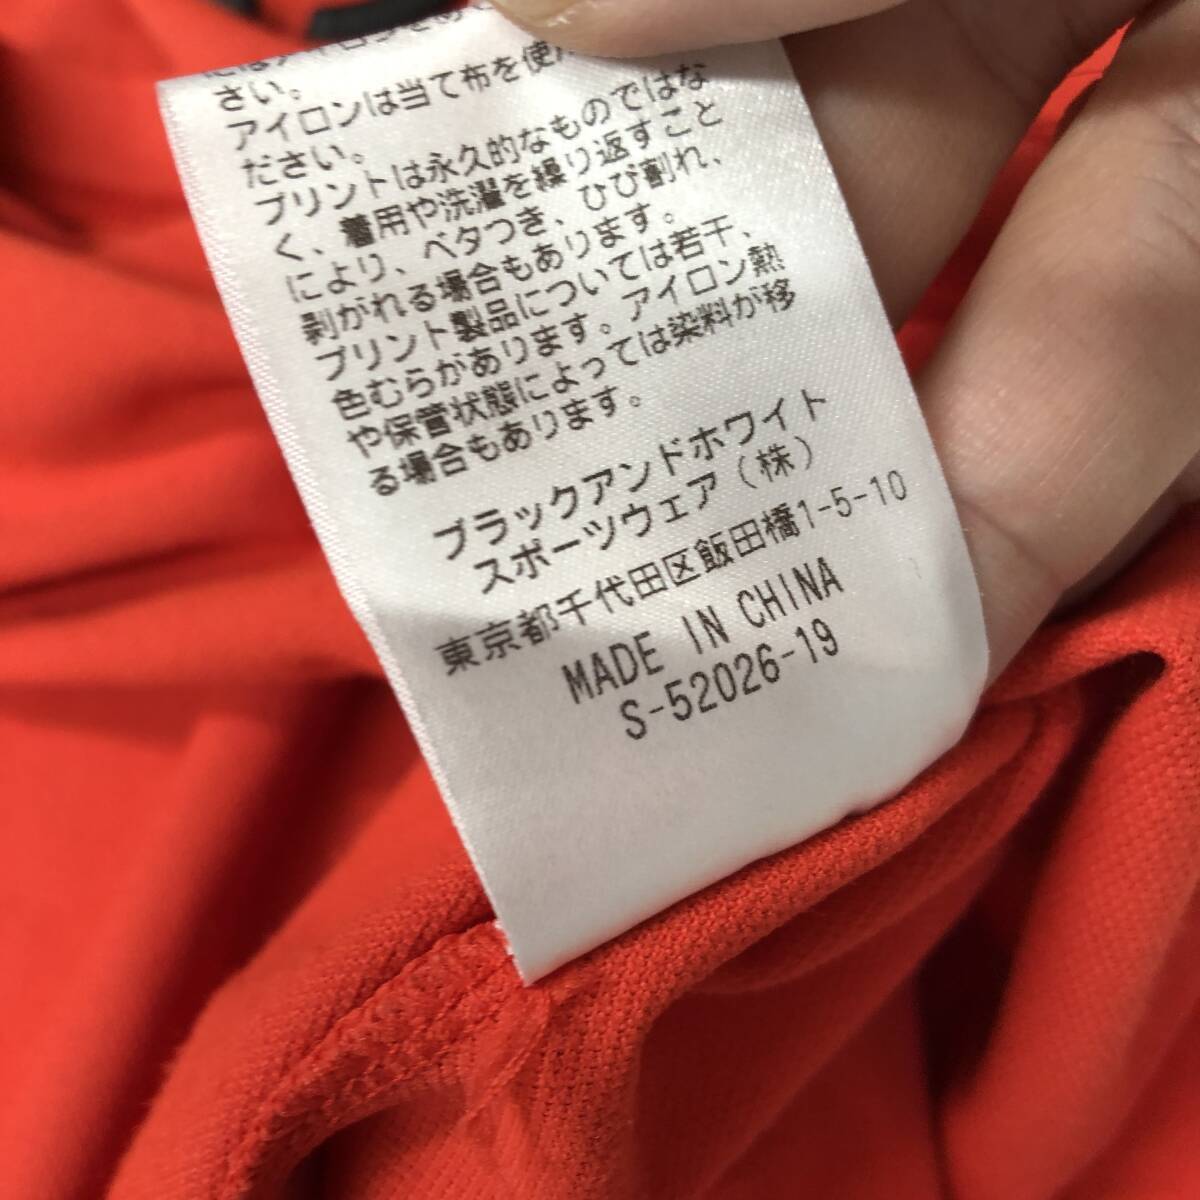 さい。
アイロンは当て布を使用
ださい。
プリントは永久的なものではな
く、着用や洗濯を繰り返すこと
により、ベタつき、ひび割れ、
剥がれる場合もあります。
プリント製品については若干、
色むらがあります。アイロン熱
や保管状態によっては染料が移
る場合もあります。
ブラックアンドホワイト
スポーツウェア(株)
東京都千代田区飯田橋1-5-10
MADE IN CHINA
S-52026-19